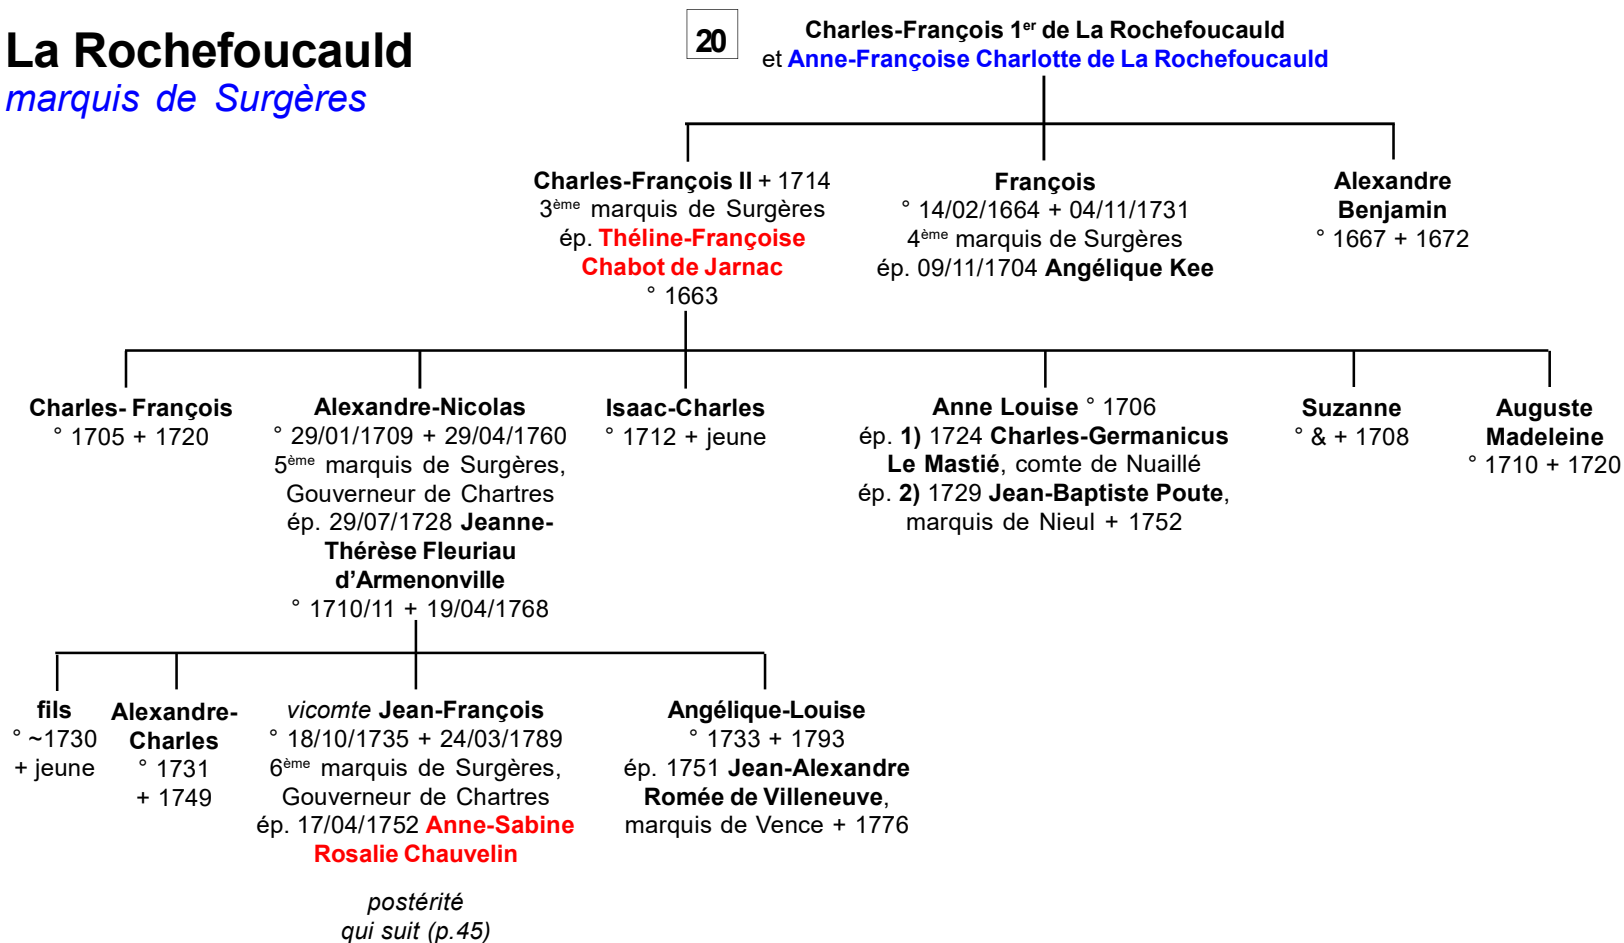 La Rochefoucauld
marquis de Surgères
20
Charles-François 1er de La Rochefoucauld
et Anne-Françoise Charlotte de La Rochefoucauld
Charles-François II + 1714
3ème marquis de Surgères
ép. Théline-Françoise
Chabot de Jarnac
° 1663
François
° 14/02/1664 + 04/11/1731
4ème marquis de Surgères
ép. 09/11/1704 Angélique Kee
Alexandre
Benjamin
° 1667 + 1672
Charles- François
° 1705 + 1720
Alexandre-Nicolas
° 29/01/1709 + 29/04/1760
5ème marquis de Surgères,
Gouverneur de Chartres
ép. 29/07/1728 Jeanne-
Thérèse Fleuriau
d’Armenonville
° 1710/11 + 19/04/1768
Isaac-Charles
° 1712 + jeune
Anne Louise ° 1706
ép. 1) 1724 Charles-Germanicus
Le Mastié, comte de Nuaillé
ép. 2) 1729 Jean-Baptiste Poute,
marquis de Nieul + 1752
Suzanne
° & + 1708
Auguste
Madeleine
° 1710 + 1720
fils
° ~1730
+ jeune
Alexandre-
Charles
° 1731
+ 1749
vicomte Jean-François
° 18/10/1735 + 24/03/1789
6ème marquis de Surgères,
Gouverneur de Chartres
ép. 17/04/1752 Anne-Sabine
Rosalie Chauvelin
postérité
qui suit (p.45)
Angélique-Louise
° 1733 + 1793
ép. 1751 Jean-Alexandre
Romée de Villeneuve,
marquis de Vence + 1776